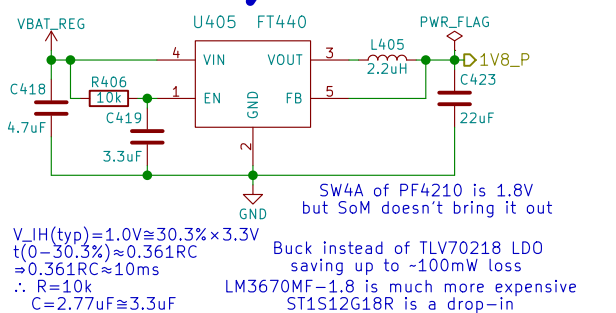 U405 FT440
VBAT_REG
PWR_FLAG
4 VIN VOUT 3
L405
2.2uH
1V8_P
C418
4.7uF
R406
10k
1 EN FB 5
C419
3.3uF
GND
2
C423
22uF
GND
SW4A of PF4210 is 1.8V
but SoM doesn't bring it out
V_IH(typ)=1.0V≅30.3%×3.3V
t(0-30.3%)≈0.361RC
⇒0.361RC≈10ms
∴ R=10k
C=2.77uF≅3.3uF
Buck instead of TLV70218 LDO
saving up to ~100mW loss
LM3670MF-1.8 is much more expensive
ST1S12G18R is a drop-in